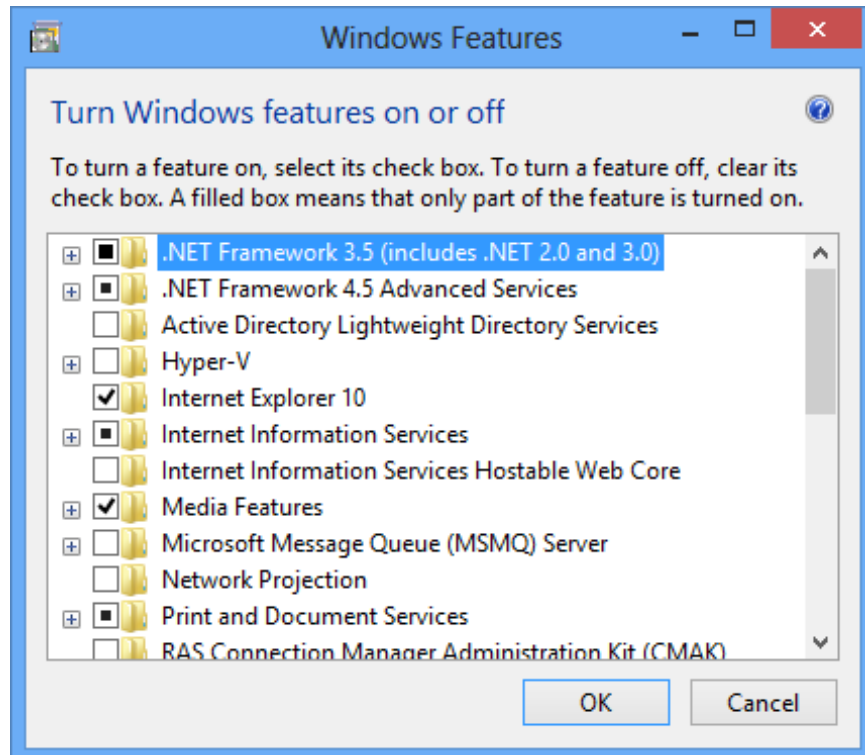 Windows Features
Turn Windows features on or off
To turn a feature on, select its check box. To turn a feature off, clear its
check box. A filled box means that only part of the feature is turned on.
.NET Framework 3.5 (includes .NET 2.0 and 3.0)
.NET Framework 4.5 Advanced Services
Active Directory Lightweight Directory Services
Hyper-V
Internet Explorer 10
Internet Information Services
Internet Information Services Hostable Web Core
Media Features
Microsoft Message Queue (MSMQ) Server
Network Projection
Print and Document Services
RAS Connection Manager Administration Kit (CMAK)
OK Cancel